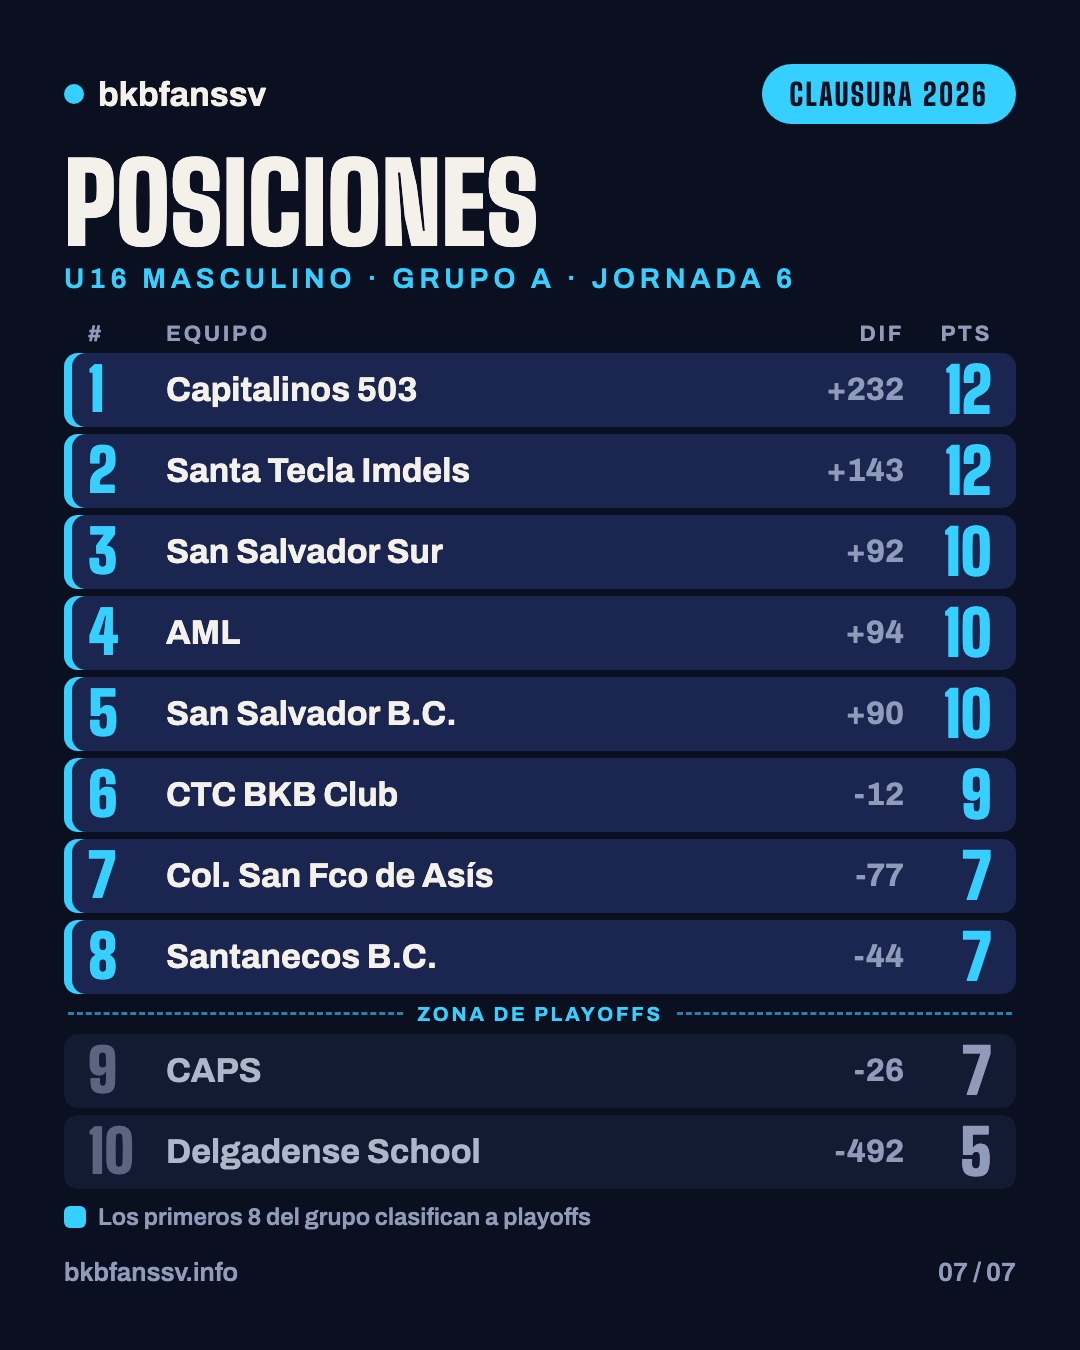 bkbfanssv
CLAUSURA 2026
POSICIONES
U16 MASCULINO · GRUPO A · JORNADA 6
# EQUIPO DIF PTS
1 Capitalinos 503 +232 12
2 Santa Tecla Imdels +143 12
3 San Salvador Sur +92 10
4 AML +94 10
5 San Salvador B.C. +90 10
6 CTC BKB Club -12 9
7 Col. San Fco de Asís -77 7
8 Santanecos B.C. -44 7
ZONA DE PLAYOFFS
9 CAPS -26 7
10 Delgadense School -492 5
Los primeros 8 del grupo clasifican a playoffs
bkbfanssv.info 07 / 07